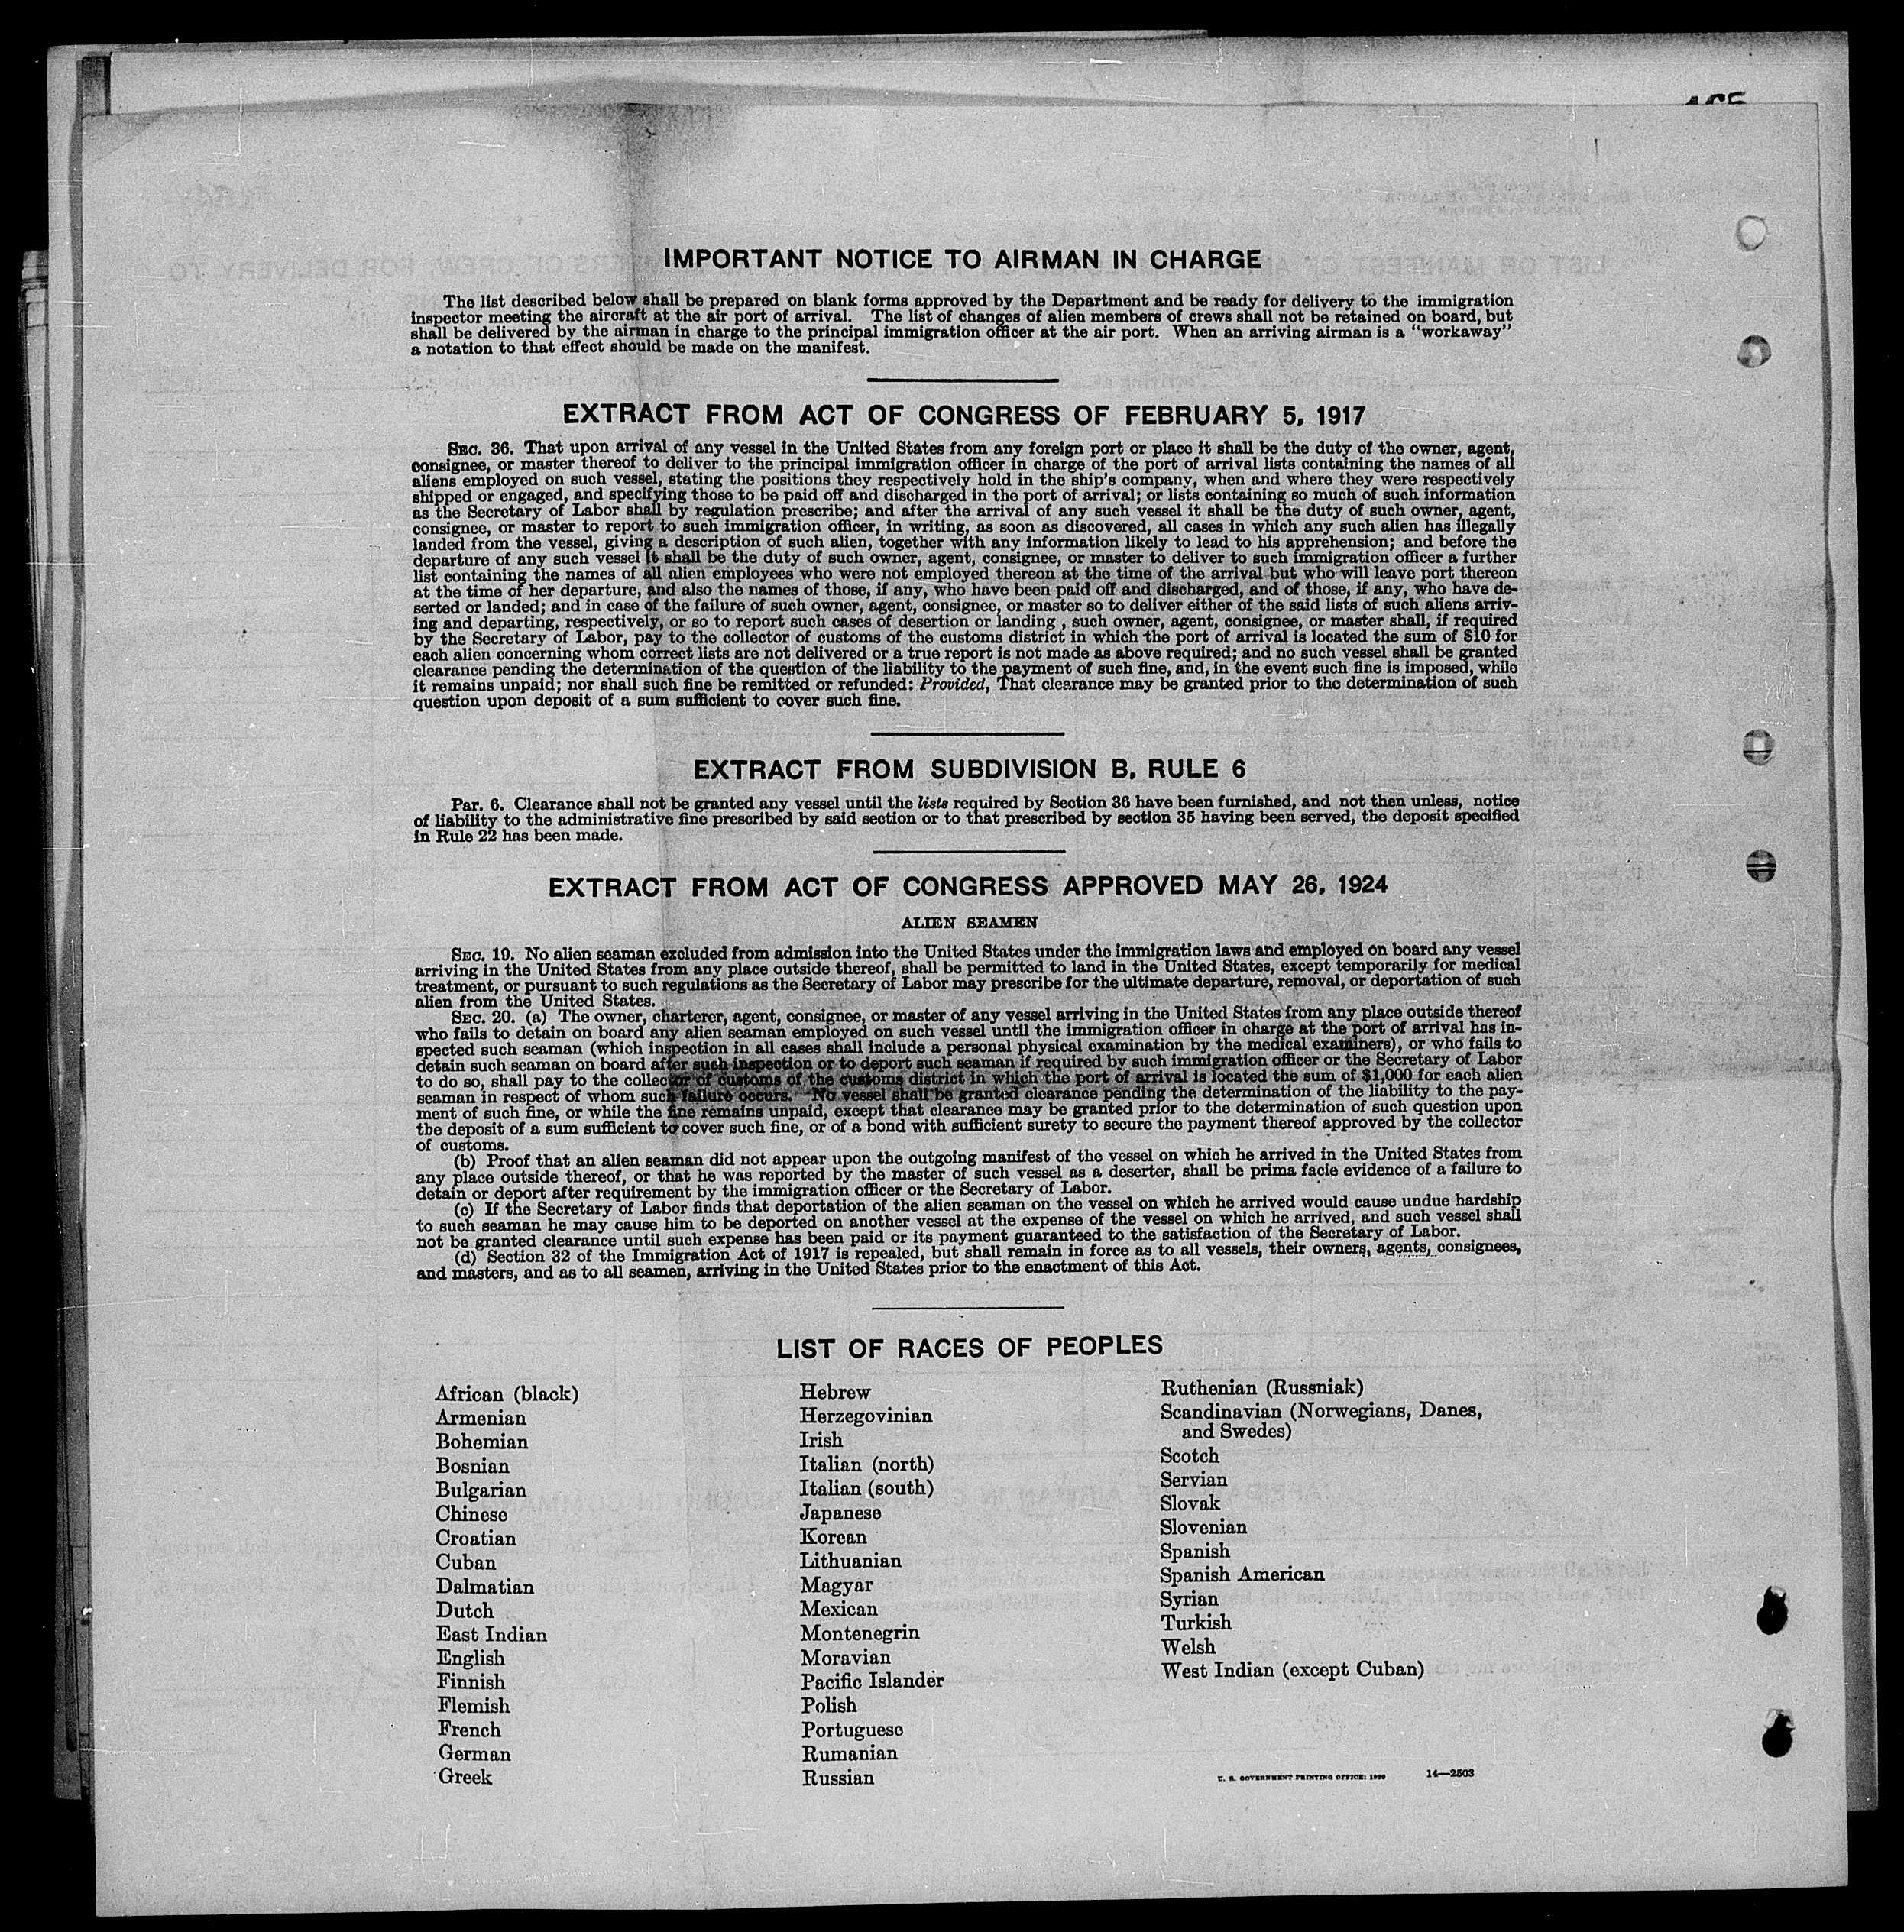 IMPORTANT NOTICE TO AIRMAN IN CHARGE
The list described below shall be prepared on blank forms approved by the Department and be ready for delivery to the immigration
inspector meeting the aircraft at the air port of arrival. The list of changes of alien members of crews shall not be retained on board, but
shall be delivered by the airman in charge to the principal immigration officer at the air port. When an arriving airman is a "workaway"
a notation to that effect should be made on the manifest.
EXTRACT FROM ACT OF CONGRESS OF FEBRUARY 5, 1917
SEC. 36. That upon arrival of any vessel in the United States from any foreign port or place it shall be the duty of the owner, agent,
consignee, or master thereof to deliver to the principal immigration officer in charge of the port of arrival lists containing the names of all
aliens employed on such vessel, stating the positions they respectively hold in the ship's company, when and where they were respectively
shipped or engaged, and specifying those to be paid off and discharged in the port of arrival; or lists containing so much of such information
as the Secretary of Labor shall by regulation prescribe; and after the arrival of any such vessel it shall be the duty of such owner, agent,
consignee, or master to report to such immigration officer, in writing, as soon as discovered, all cases in which any such alien has illegally
landed from the vessel, giving a description of such alien, together with any information likely to lead to his apprehension; and before the
departure of any such vessel it shall be the duty of such owner, agent, consignee, or master to deliver to such immigration officer a further
list containing the names of all alien employees who were not employed thereon at the time of the arrival but who will leave port thereon
at the time of her departure, and also the names of those, if any, who have been paid off and discharged, and of those, if any, who have de-
serted or landed; and in case of the failure of such owner, agent, consignee, or master so to deliver either of the said lists of such aliens arriv-
ing and departing, respectively, or so to report such cases of desertion or landing , such owner, agent, consignee, or master shall, if required
by the Secretary of Labor, pay to the collector of customs of the customs district in which the port of arrival is located the sum of $10 for
each alien concerning whom correct lists are not delivered or a true report is not made as above required; and no such vessel shall be granted
clearance pending the determination of the question of the liability to the payment of such fine, and, in the event such fine is imposed, while
it remains unpaid; nor shall such fine be remitted or refunded: Provided, That clearance may be granted prior to the determination of such
question upon deposit of a sum sufficient to cover such fine.
EXTRACT FROM SUBDIVISION B, RULE 6
Par. 6. Clearance shall not be granted any vessel until the lists required by Section 36 have been furnished, and not then unless, notice
of liability to the administrative fine prescribed by said section or to that prescribed by section 35 having been served, the deposit specified
in Rule 22 has been made.
EXTRACT FROM ACT OF CONGRESS APPROVED MAY 26, 1924
ALIEN SEAMEN
SEC. 19. No alien seaman excluded from admission into the United States under the immigration laws and employed on board any vessel
arriving in the United States from any place outside thereof, shall be permitted to land in the United States, except temporarily for medical
treatment, or pursuant to such regulations as the Secretary of Labor may prescribe for the ultimate departure, removal, or deportation of such
alien from the United States.
SEC. 20. (a) The owner, charterer, agent, consignee, or master of any vessel arriving in the United States from any place outside thereof
who fails to detain on board any alien seaman employed on such vessel until the immigration officer in charge at the port of arrival has in-
spected such seaman (which inspection in all cases shall include a personal physical examination by the medical examiners), or who fails to
detain such seaman on board after such inspection or to deport such seaman if required by such immigration officer or the Secretary of Labor
to do so, shall pay to the collector of customs of the customs district in which the port of arrival is located the sum of $1,000 for each alien
seaman in respect of whom such failure occurs. No vessel shall be granted clearance pending the determination of the liability to the pay-
ment of such fine, or while the fine remains unpaid, except that clearance may be granted prior to the determination of such question upon
the deposit of a sum sufficient to cover such fine, or of a bond with sufficient surety to secure the payment thereof approved by the collector
of customs.
(b) Proof that an alien seaman did not appear upon the outgoing manifest of the vessel on which he arrived in the United States from
any place outside thereof, or that he was reported by the master of such vessel as a deserter, shall be prima facie evidence of a failure to
detain or deport after requirement by the immigration officer or the Secretary of Labor.
(c) If the Secretary of Labor finds that deportation of the alien seaman on the vessel on which he arrived would cause undue hardship
to such seaman he may cause him to be deported on another vessel at the expense of the vessel on which he arrived, and such vessel shall
not be granted clearance until such expense has been paid or its payment guaranteed to the satisfaction of the Secretary of Labor.
(d) Section 32 of the Immigration Act of 1917 is repealed, but shall remain in force as to all vessels, their owners, agents, consignees,
and masters, and as to all seamen, arriving in the United States prior to the enactment of this Act.
LIST OF RACES OF PEOPLES
African (black)
Armenian
Bohemian
Bosnian
Bulgarian
Chinese
Croatian
Cuban
Dalmatian
Dutch
East Indian
English
Finnish
Flemish
French
German
Greek
Hebrew
Herzegovinian
Irish
Italian (north)
Italian (south)
Japanese
Korean
Lithuanian
Magyar
Mexican
Montenegrin
Moravian
Pacific Islander
Polish
Portuguese
Rumanian
Russian
Ruthenian (Russniak)
Scandinavian (Norwegians, Danes,
and Swedes)
Scotch
Servian
Slovak
Slovenian
Spanish
Spanish American
Syrian
Turkish
Welsh
West Indian (except Cuban)
U. S. GOVERNMENT PRINTING OFFICE: 1929
14—2503